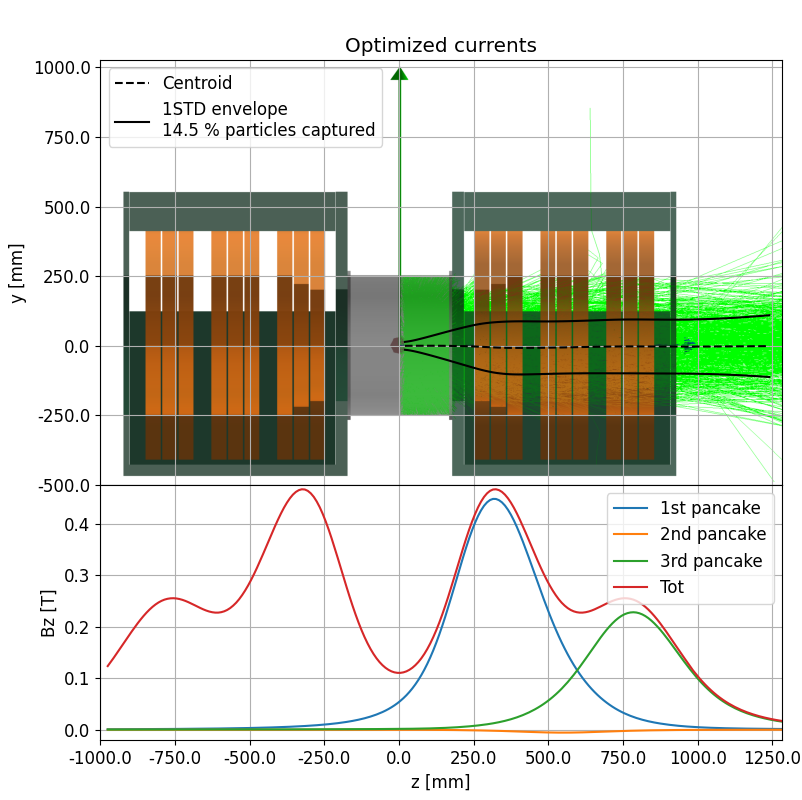 Optimized currents
Centroid
1STD envelope
14.5 % particles captured
y [mm]
1000.0
750.0
500.0
250.0
0.0
-250.0
-500.0
1st pancake
2nd pancake
3rd pancake
Tot
Bz [T]
0.4
0.3
0.2
0.1
0.0
-1000.0 -750.0 -500.0 -250.0 0.0 250.0 500.0 750.0 1000.0 1250.0
z [mm]